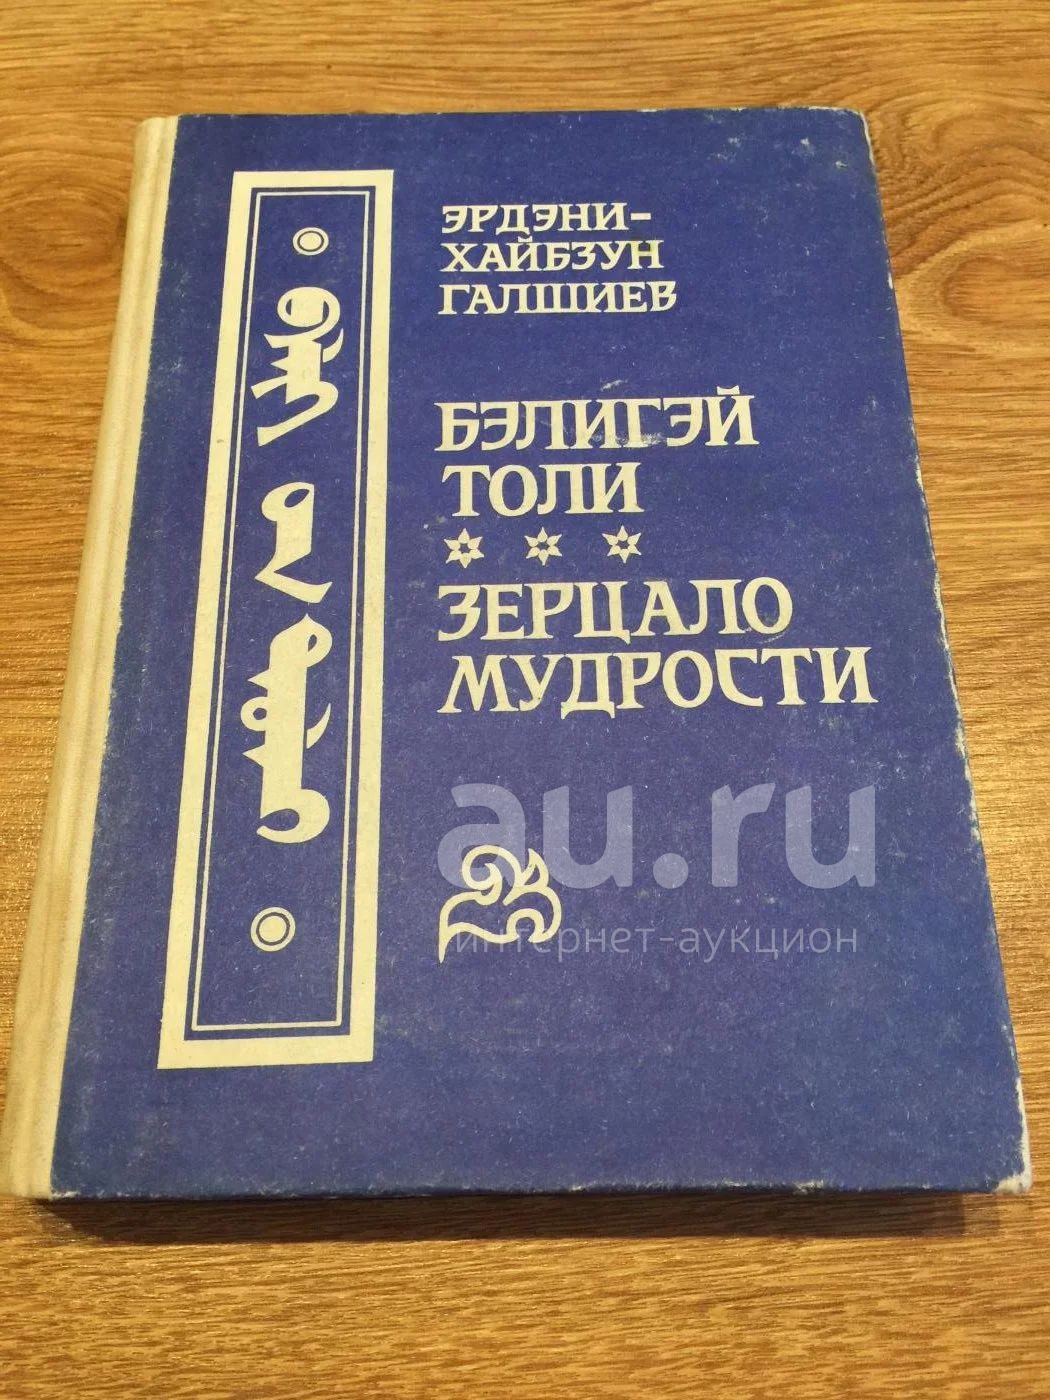 ЭРДЭНИ-
ХАЙБЗУН
ГАЛШИЕВ
БЭЛИГЭЙ
ТОЛИ
ЗЕРЦАЛО
МУДРОСТИ
au.ru
интернет-аукцион